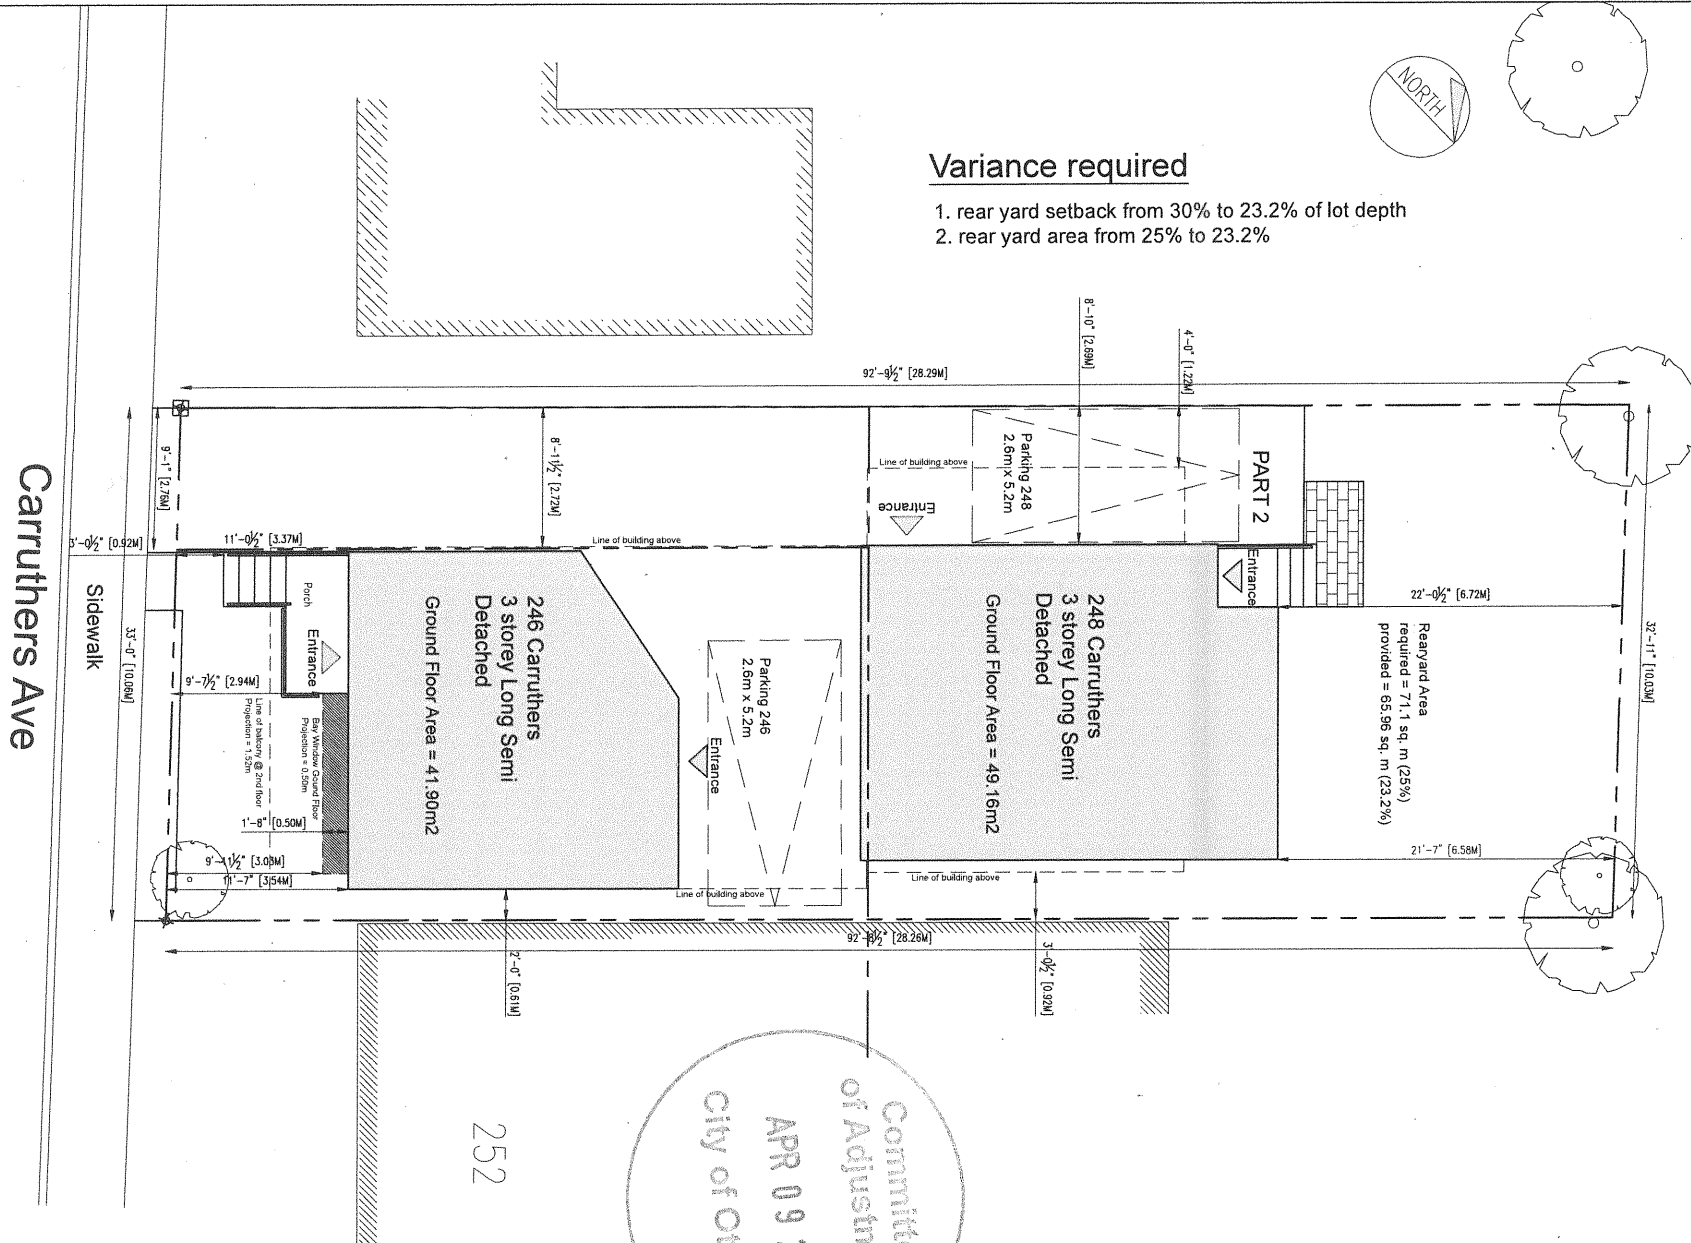 NORTH
Variance required
1. rear yard setback from 30% to 23.2% of lot depth
2. rear yard area from 25% to 23.2%
8'-10" [2.69M]
4'-0" [1.22M]
92'-9½" [28.29M]
9'-1" [2.76M]
8'-11½" [2.72M]
Line of building above
Parking 248
2.6m x 5.2m
Entrance
PART 2
Entrance
3'-0½" [0.92M]
11'-0½" [3.37M]
Line of building above
22'-0½" [6.72M]
32'-11" [10.03M]
Carruthers Ave
Sidewalk
33'-0" [10.06M]
Porch
Entrance
246 Carruthers
3 storey Long Semi
Detached
Ground Floor Area = 41.90m2
Parking 246
2.6m x 5.2m
Entrance
248 Carruthers
3 storey Long Semi
Detached
Ground Floor Area = 49.16m2
Rearyard Area
required = 71.1 sq. m (25%)
provided = 65.96 sq. m (23.2%)
9'-7½" [2.94M]
Bay Window Gound Floor
Projection = 0.50m
Line of balcony @ 2nd floor
Projection = 1.52m
1'-8" [0.50M]
9'-11½" [3.03M]
11'-7" [3.54M]
21'-7" [6.58M]
Line of building above
Line of building above
92'-8½" [28.26M]
2'-0" [0.61M]
3'-0½" [0.92M]
252
Committe
of Adjustm
APR 09
City of Ot